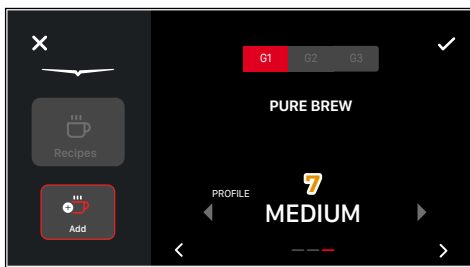 G1 G2 G3
PURE BREW
Recipes
7
PROFILE
MEDIUM
Add